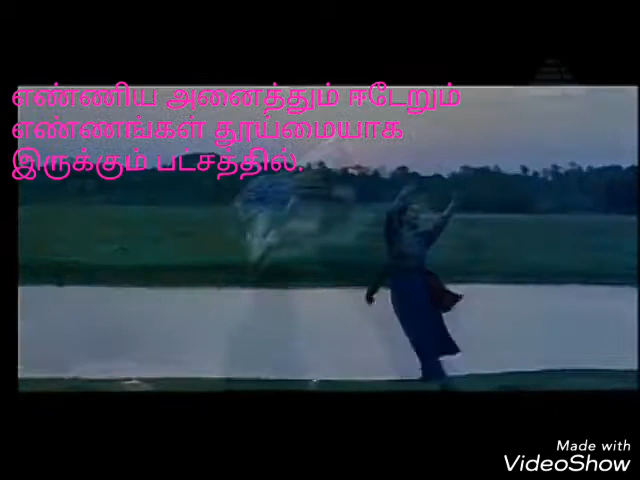 எண்ணிய அனைத்தும் ஈடேறும்
எண்ணங்கள் தூய்மையாக
இருக்கும் பட்சத்தில்.
Made with
VideoShow